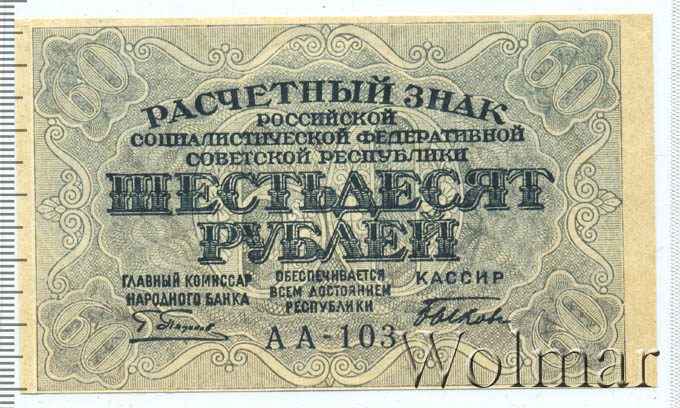 60 60
РАСЧЕТНЫЙ ЗНАК
РОССИЙСКОЙ
СОЦИАЛИСТИЧЕСКОЙ ФЕДЕРАТИВНОЙ
СОВЕТСКОЙ РЕСПУБЛИКИ
ШЕСТЬДЕСЯТ
РУБЛЕЙ
ГЛАВНЫЙ КОМИССАР
НАРОДНОГО БАНКА
ОБЕСПЕЧИВАЕТСЯ
ВСЕМ ДОСТОЯНИЕМ
РЕСПУБЛИКИ
КАССИР
АА-103
60 60
Wolmar